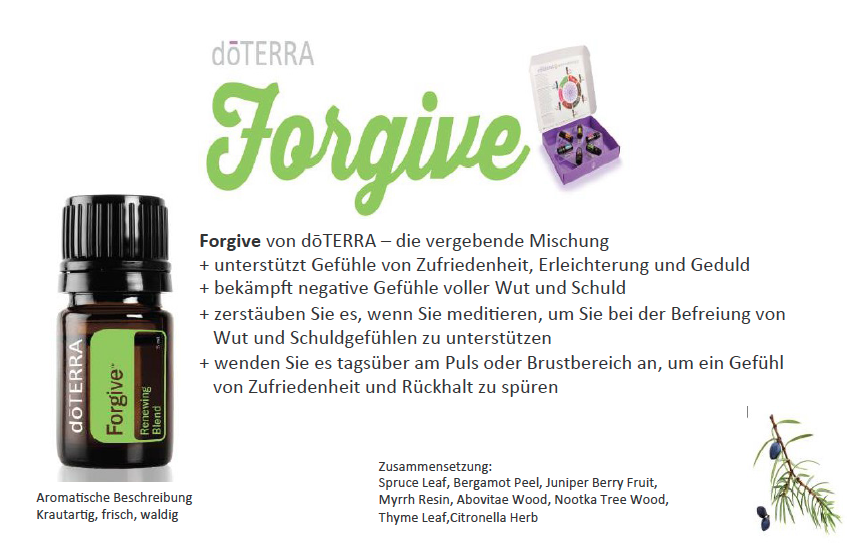 dōTERRA
Forgive
Forgive von dōTERRA – die vergebende Mischung
+ unterstützt Gefühle von Zufriedenheit, Erleichterung und Geduld
+ bekämpft negative Gefühle voller Wut und Schuld
+ zerstäuben Sie es, wenn Sie meditieren, um Sie bei der Befreiung von
Wut und Schuldgefühlen zu unterstützen
+ wenden Sie es tagsüber am Puls oder Brustbereich an, um ein Gefühl
von Zufriedenheit und Rückhalt zu spüren
dōTERRA
Forgive™
Renewing
Blend
5 ml
Aromatische Beschreibung
Krautartig, frisch, waldig
Zusammensetzung:
Spruce Leaf, Bergamot Peel, Juniper Berry Fruit,
Myrrh Resin, Abovitae Wood, Nootka Tree Wood,
Thyme Leaf,Citronella Herb